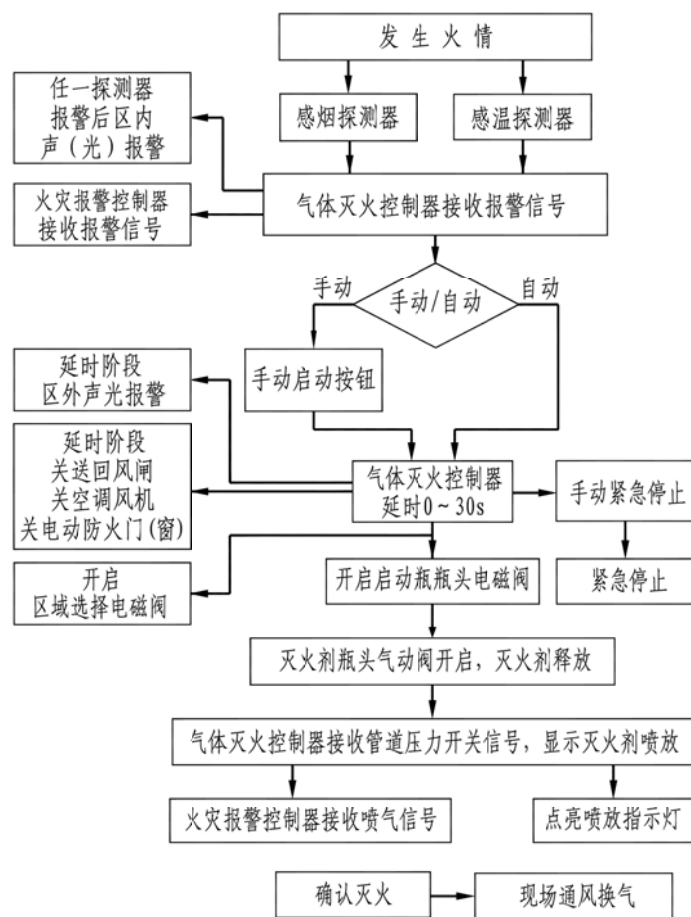 发生火情
任一探测器
报警后区内
声(光)报警
感烟探测器
感温探测器
火灾报警控制器
接收报警信号
气体灭火控制器接收报警信号
手动
手动/自动
自动
延时阶段
区外声光报警
手动启动按钮
延时阶段
关送回风闸
关空调风机
关电动防火门(窗)
气体灭火控制器
延时0~30s
手动紧急停止
开启
区域选择电磁阀
开启启动瓶瓶头电磁阀
紧急停止
灭火剂瓶头气动阀开启,灭火剂释放
气体灭火控制器接收管道压力开关信号,显示灭火剂喷放
火灾报警控制器接收喷气信号
点亮喷放指示灯
确认灭火
现场通风换气